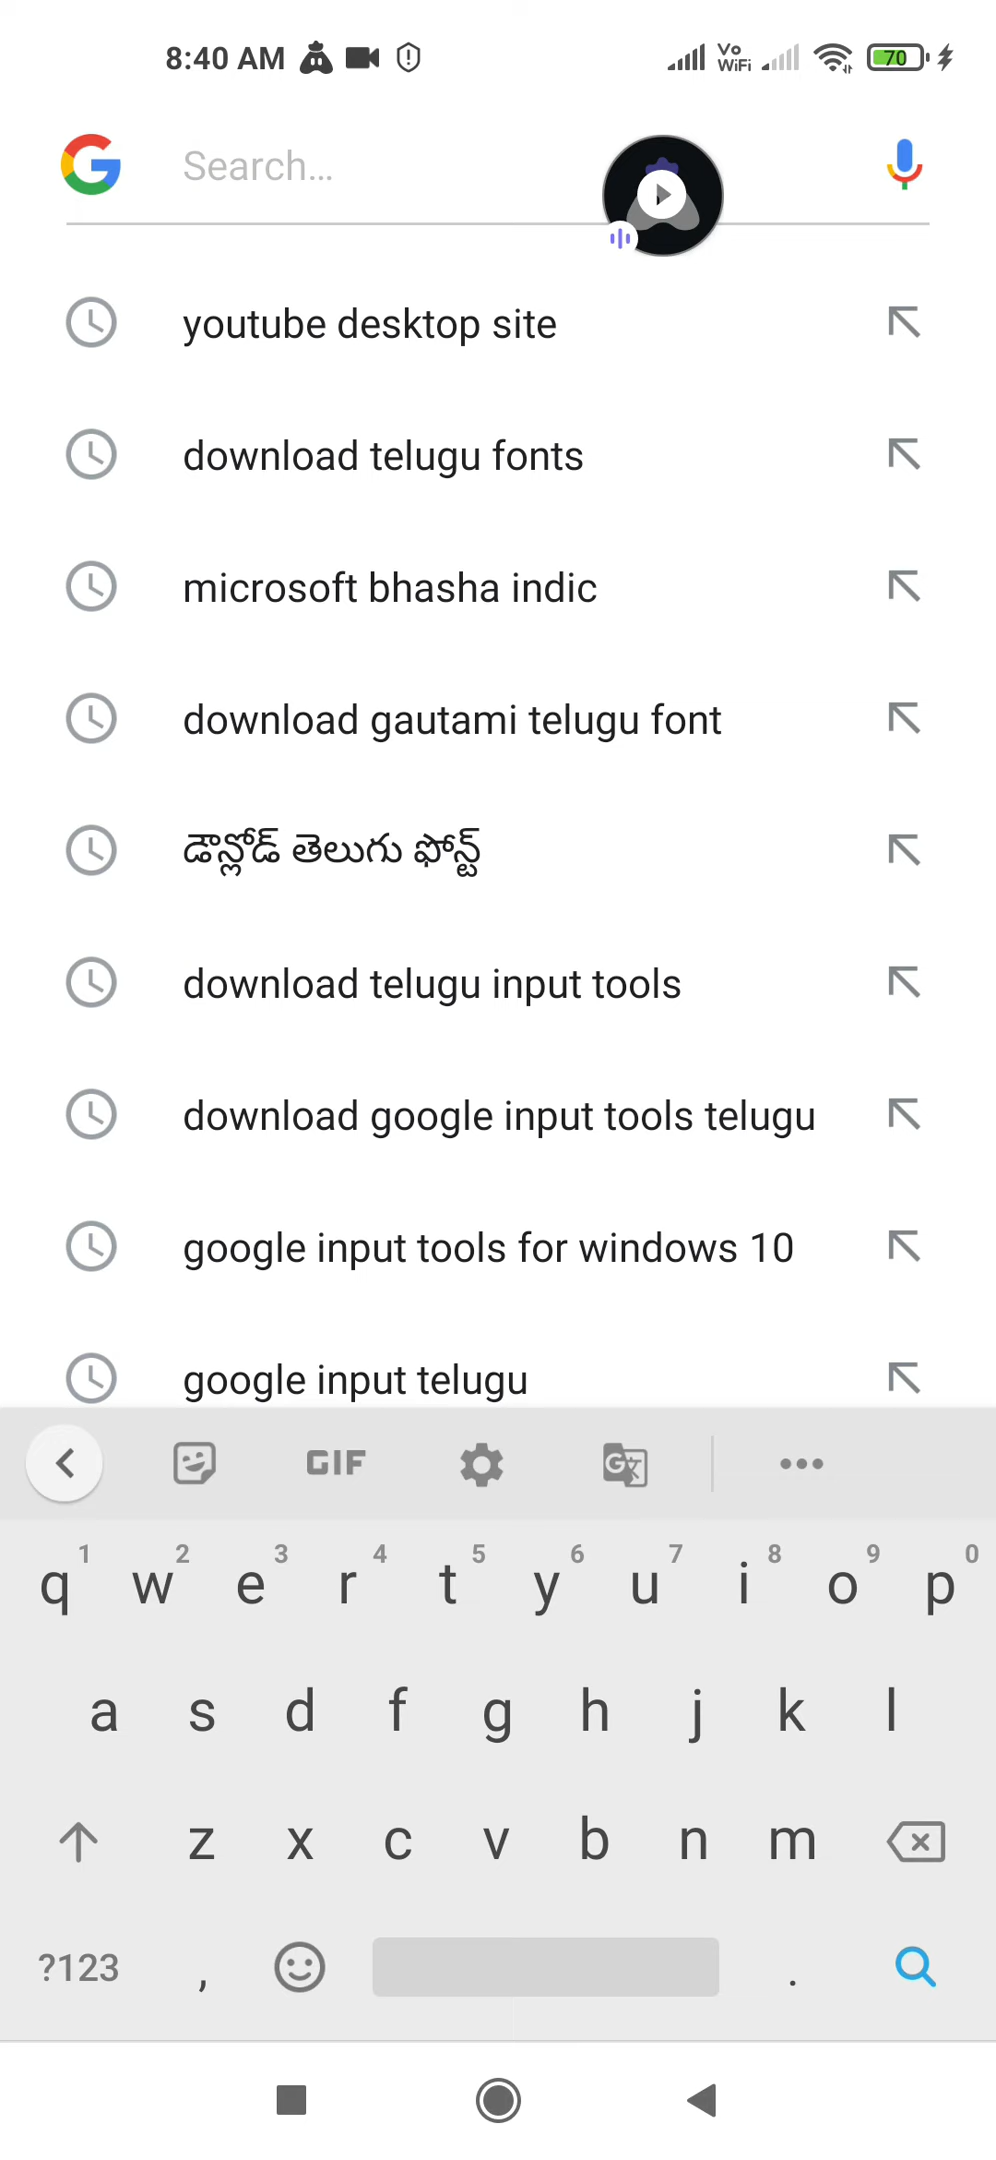 8:40 AM Vo WiFi 70
Search...
youtube desktop site
download telugu fonts
microsoft bhasha indic
download gautami telugu font
డౌన్లోడ్ తెలుగు ఫోన్ట్
download telugu input tools
download google input tools telugu
google input tools for windows 10
google input telugu
GIF
1 2 3 4 5 6 7 8 9 0
q w e r t y u i o p
a s d f g h j k l
z x c v b n m
?123 , .